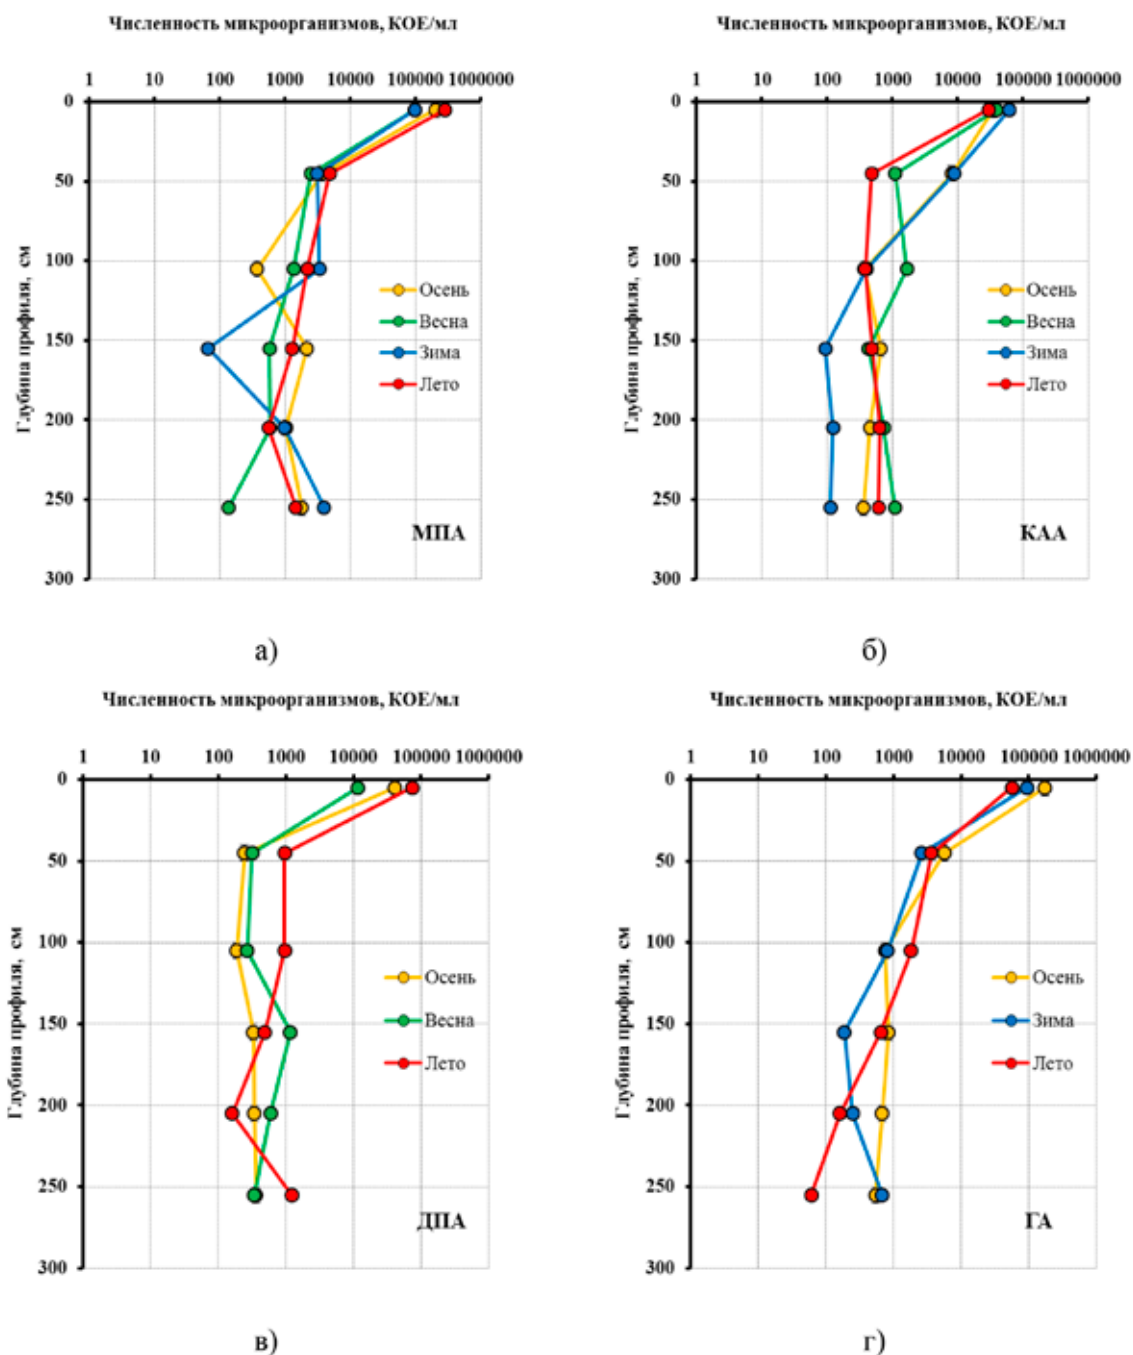 Численность микроорганизмов, КОЕ/мл
1 10 100 1000 10000 100000 1000000
0
50
100
150
200
250
300
Глубина профиля, см
Осень
Весна
Зима
Лето
МПА
а)
Численность микроорганизмов, КОЕ/мл
1 10 100 1000 10000 100000 1000000
0
50
100
150
200
250
300
Глубина профиля, см
Осень
Весна
Зима
Лето
КАА
б)
Численность микроорганизмов, КОЕ/мл
1 10 100 1000 10000 100000 1000000
0
50
100
150
200
250
300
Глубина профиля, см
Осень
Весна
Лето
ДПА
в)
Численность микроорганизмов, КОЕ/мл
1 10 100 1000 10000 100000 1000000
0
50
100
150
200
250
300
Глубина профиля, см
Осень
Зима
Лето
ГА
г)